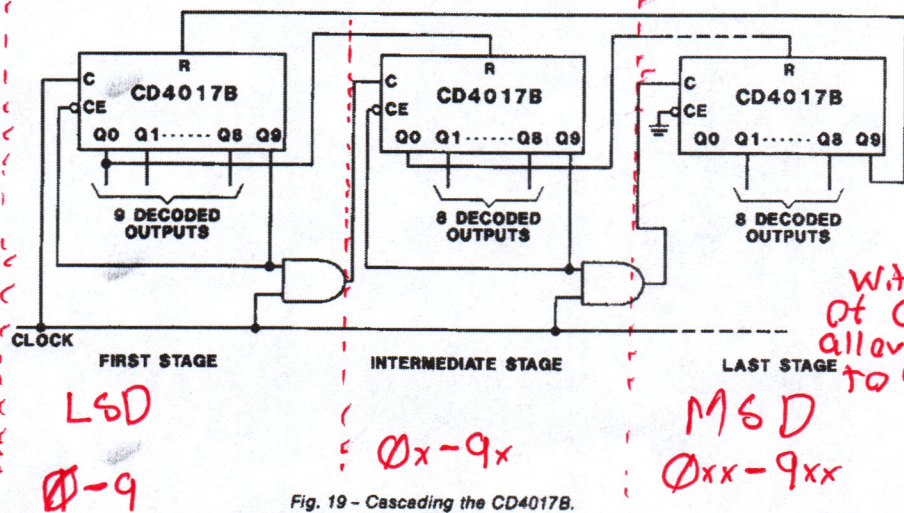 R
R
R
C
CD4017B
CE
Q0 Q1 ...... Q8 Q9
C
CD4017B
CE
Q0 Q1 ...... Q8 Q9
C
CD4017B
CE
Q0 Q1 ...... Q8 Q9
9 DECODED
OUTPUTS
8 DECODED
OUTPUTS
8 DECODED
OUTPUTS
CLOCK
FIRST STAGE
INTERMEDIATE STAGE
LAST STAGE
of
to
LSD
MSD
Ø-9
Øx-9x
Øxx-9xx
Fig. 19 - Cascading the CD4017B.